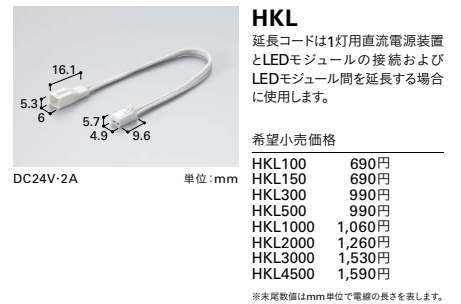 16.1
5.3
6
5.7
4.9
9.6
DC24V・2A 単位：mm
HKL
延長コードは1灯用直流電源装置
とLEDモジュールの接続および
LEDモジュール間を延長する場合
に使用します。
希望小売価格
HKL100 690円
HKL150 690円
HKL300 990円
HKL500 990円
HKL1000 1,060円
HKL2000 1,260円
HKL3000 1,530円
HKL4500 1,590円
※末尾数値はmm単位で電線の長さを表します。